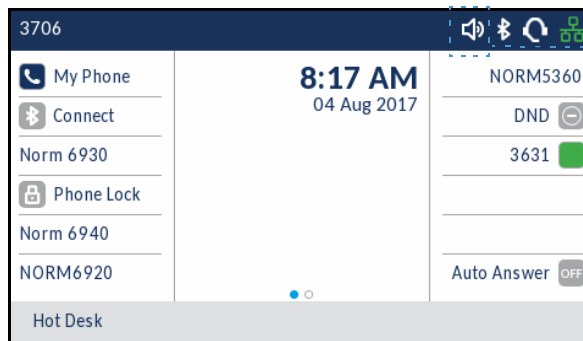 3706
My Phone
Connect
Norm 6930
Phone Lock
Norm 6940
NORM6920
8:17 AM
04 Aug 2017
NORM5360
DND
3631
Auto Answer OFF
Hot Desk